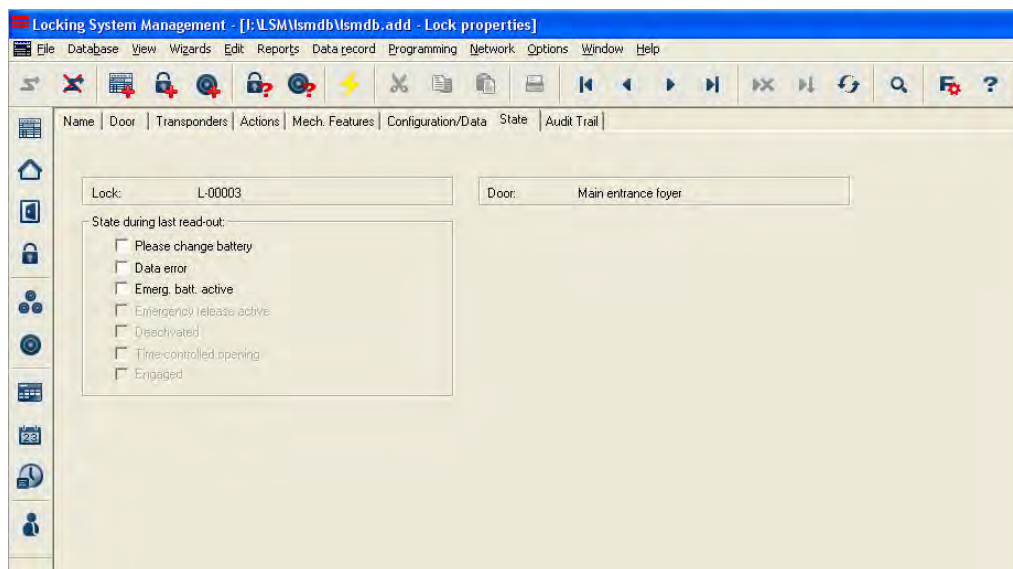 Locking System Management - [I:\LSM\lsmdb\lsmdb.add - Lock properties]
File Database View Wizards Edit Reports Data record Programming Network Options Window Help
Name Door Transponders Actions Mech. Features Configuration/Data State Audit Trail
Lock: L-00003 Door: Main entrance foyer
State during last read-out:
Please change battery
Data error
Emerg. batt. active
Emergency release active
Deactivated
Time-controlled opening
Engaged
23